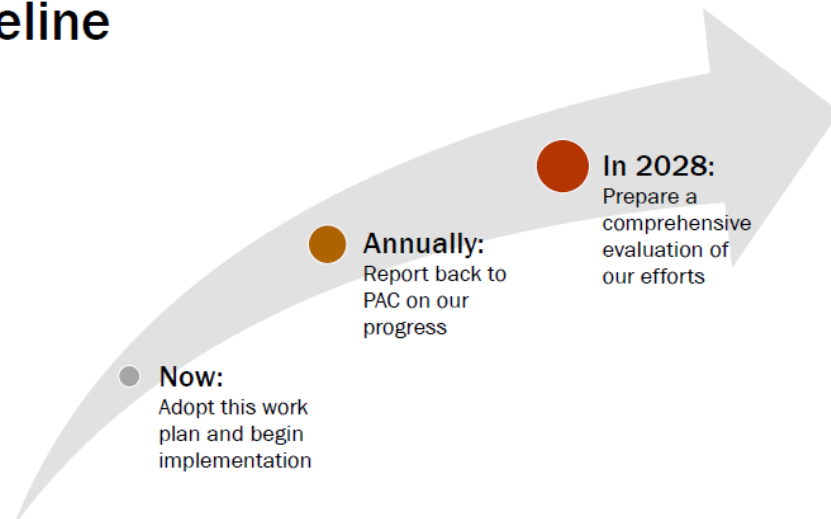 eline
In 2028:
Prepare a
comprehensive
evaluation of
our efforts
Annually:
Report back to
PAC on our
progress
Now:
Adopt this work
plan and begin
implementation